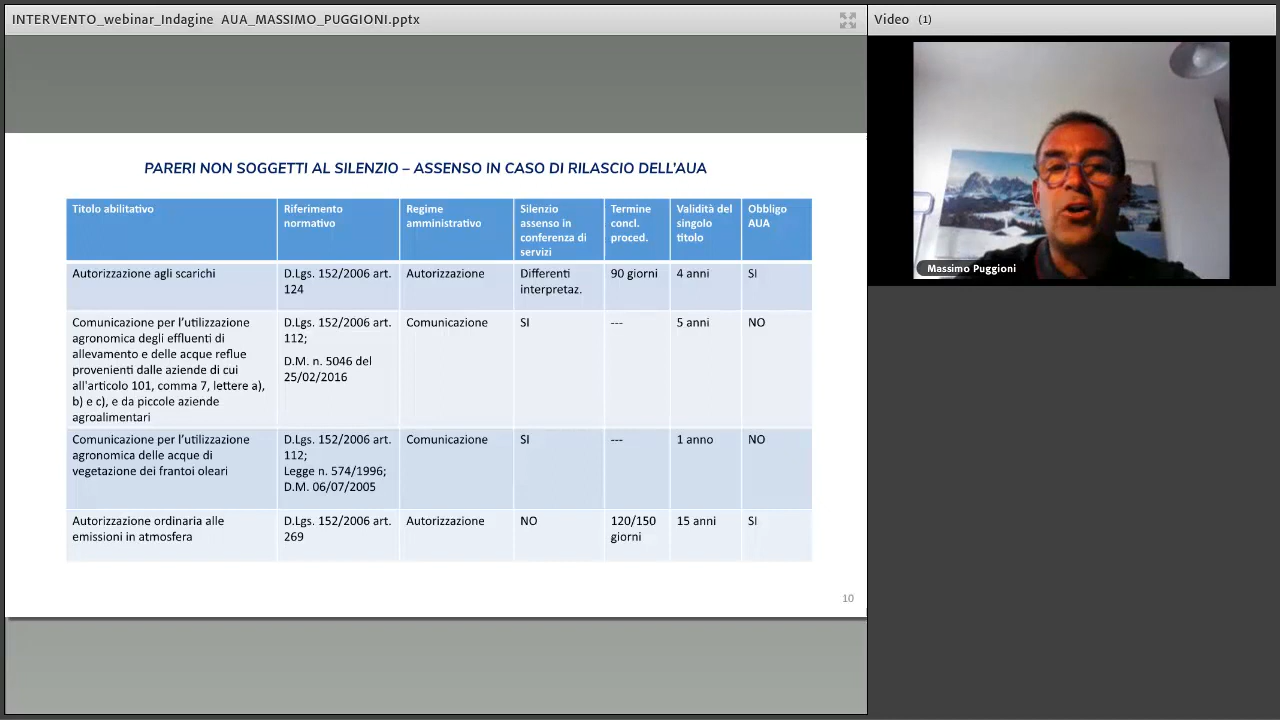 INTERVENTO_webinar_Indagine AUA_MASSIMO_PUGGIONI.pptx
Video (1)
Massimo Puggioni
PARERI NON SOGGETTI AL SILENZIO – ASSENSO IN CASO DI RILASCIO DELL'AUA
Titolo abilitativo
Riferimento
normativo
Regime
amministrativo
Silenzio
assenso in
conferenza di
servizi
Termine
concl.
proced.
Validità del
singolo
titolo
Obbligo
AUA
Autorizzazione agli scarichi
D.Lgs. 152/2006 art.
124
Autorizzazione
Differenti
interpretaz.
90 giorni
4 anni
SI
Comunicazione per l'utilizzazione
agronomica degli effluenti di
allevamento e delle acque reflue
provenienti dalle aziende di cui
all'articolo 101, comma 7, lettere a),
b) e c), e da piccole aziende
agroalimentari
D.Lgs. 152/2006 art.
112;
D.M. n. 5046 del
25/02/2016
Comunicazione
SI
---
5 anni
NO
Comunicazione per l'utilizzazione
agronomica delle acque di
vegetazione dei frantoi oleari
D.Lgs. 152/2006 art.
112;
Legge n. 574/1996;
D.M. 06/07/2005
Comunicazione
SI
---
1 anno
NO
Autorizzazione ordinaria alle
emissioni in atmosfera
D.Lgs. 152/2006 art.
269
Autorizzazione
NO
120/150
giorni
15 anni
SI
10